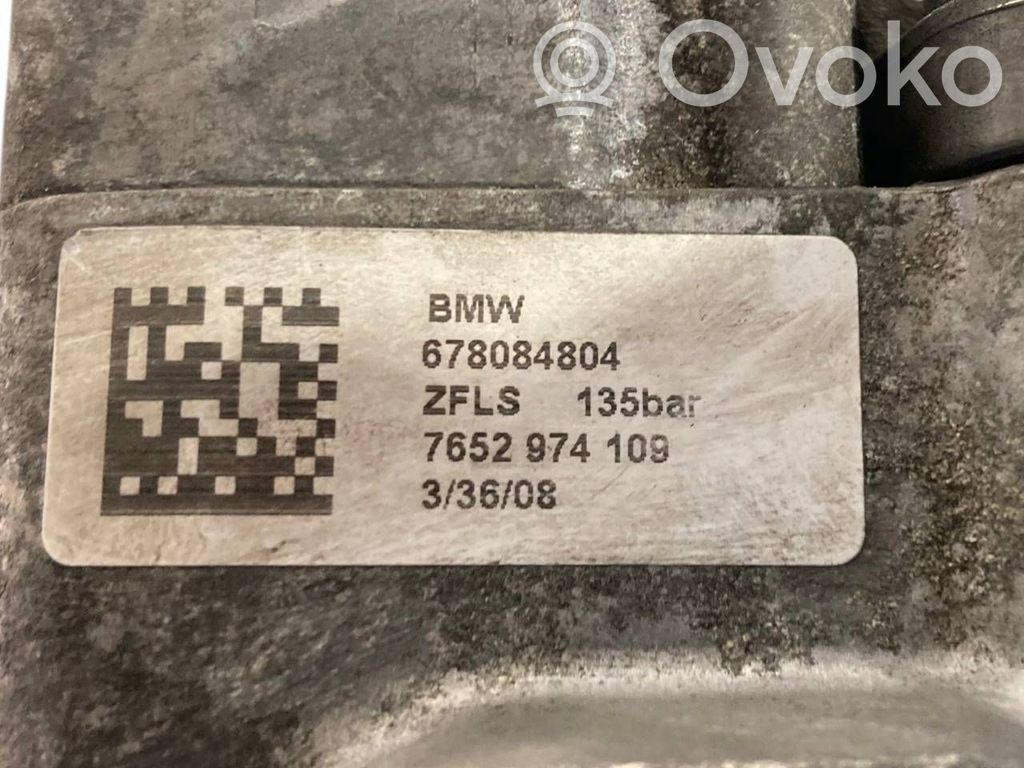 Ovoko
BMW
678084804
ZFLS 135bar
7652 974 109
3/36/08